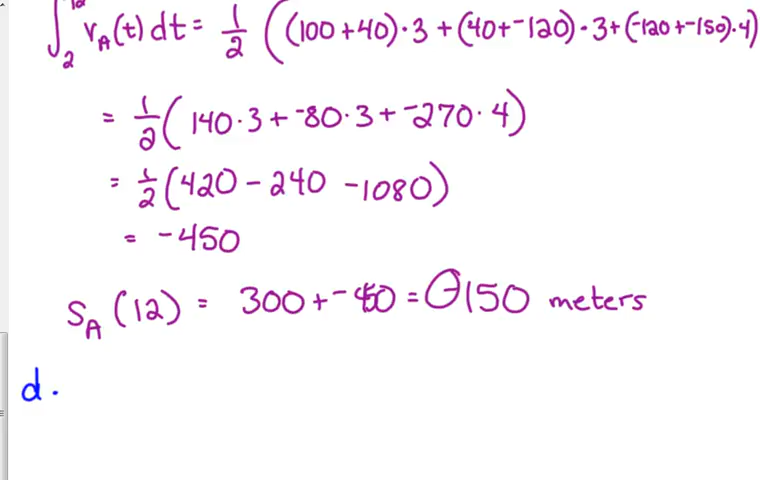 ∫₂¹² v_A(t) dt = 1/2 ((100+40)·3 + (40+⁻120)·3 + (⁻120+⁻150)·4)
= 1/2 (140·3 + ⁻80·3 + ⁻270·4)
= 1/2 (420 - 240 - 1080)
= -450
S_A(12) = 300 + ⁻450 = -150 meters
d.